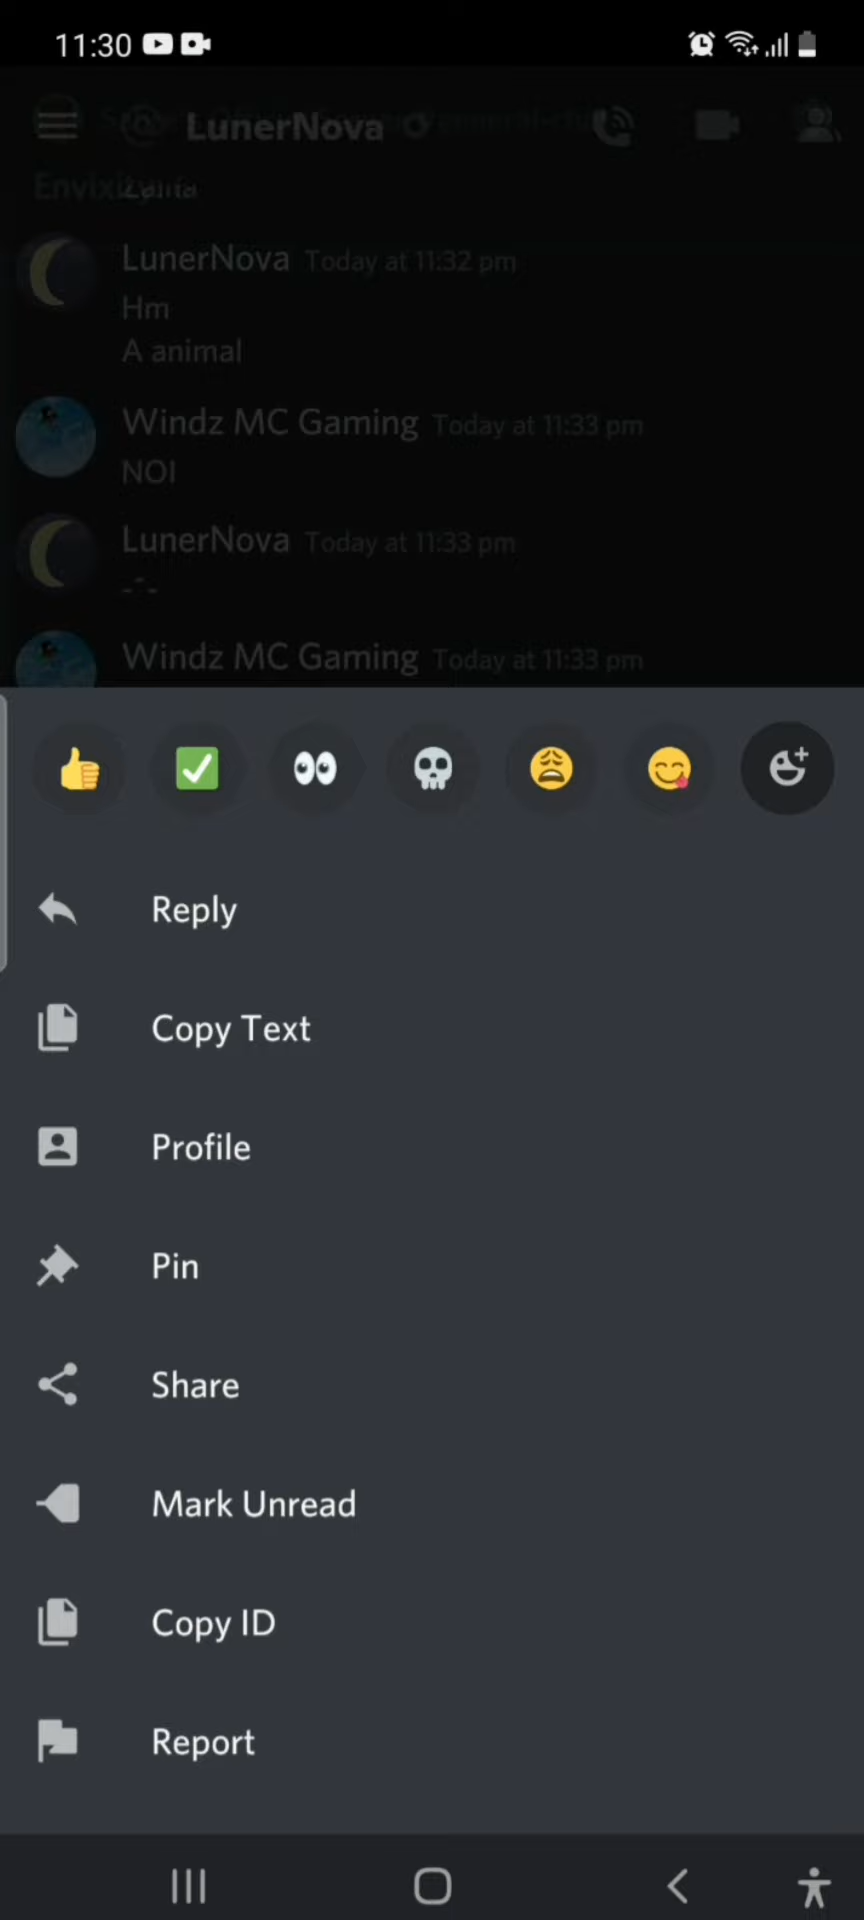 11:30
LunerNova
Envixity
LunerNova Today at 11:32 pm
Hm
A animal
Windz MC Gaming Today at 11:33 pm
NOI
LunerNova Today at 11:33 pm
-"-
Windz MC Gaming Today at 11:33 pm
Reply
Copy Text
Profile
Pin
Share
Mark Unread
Copy ID
Report